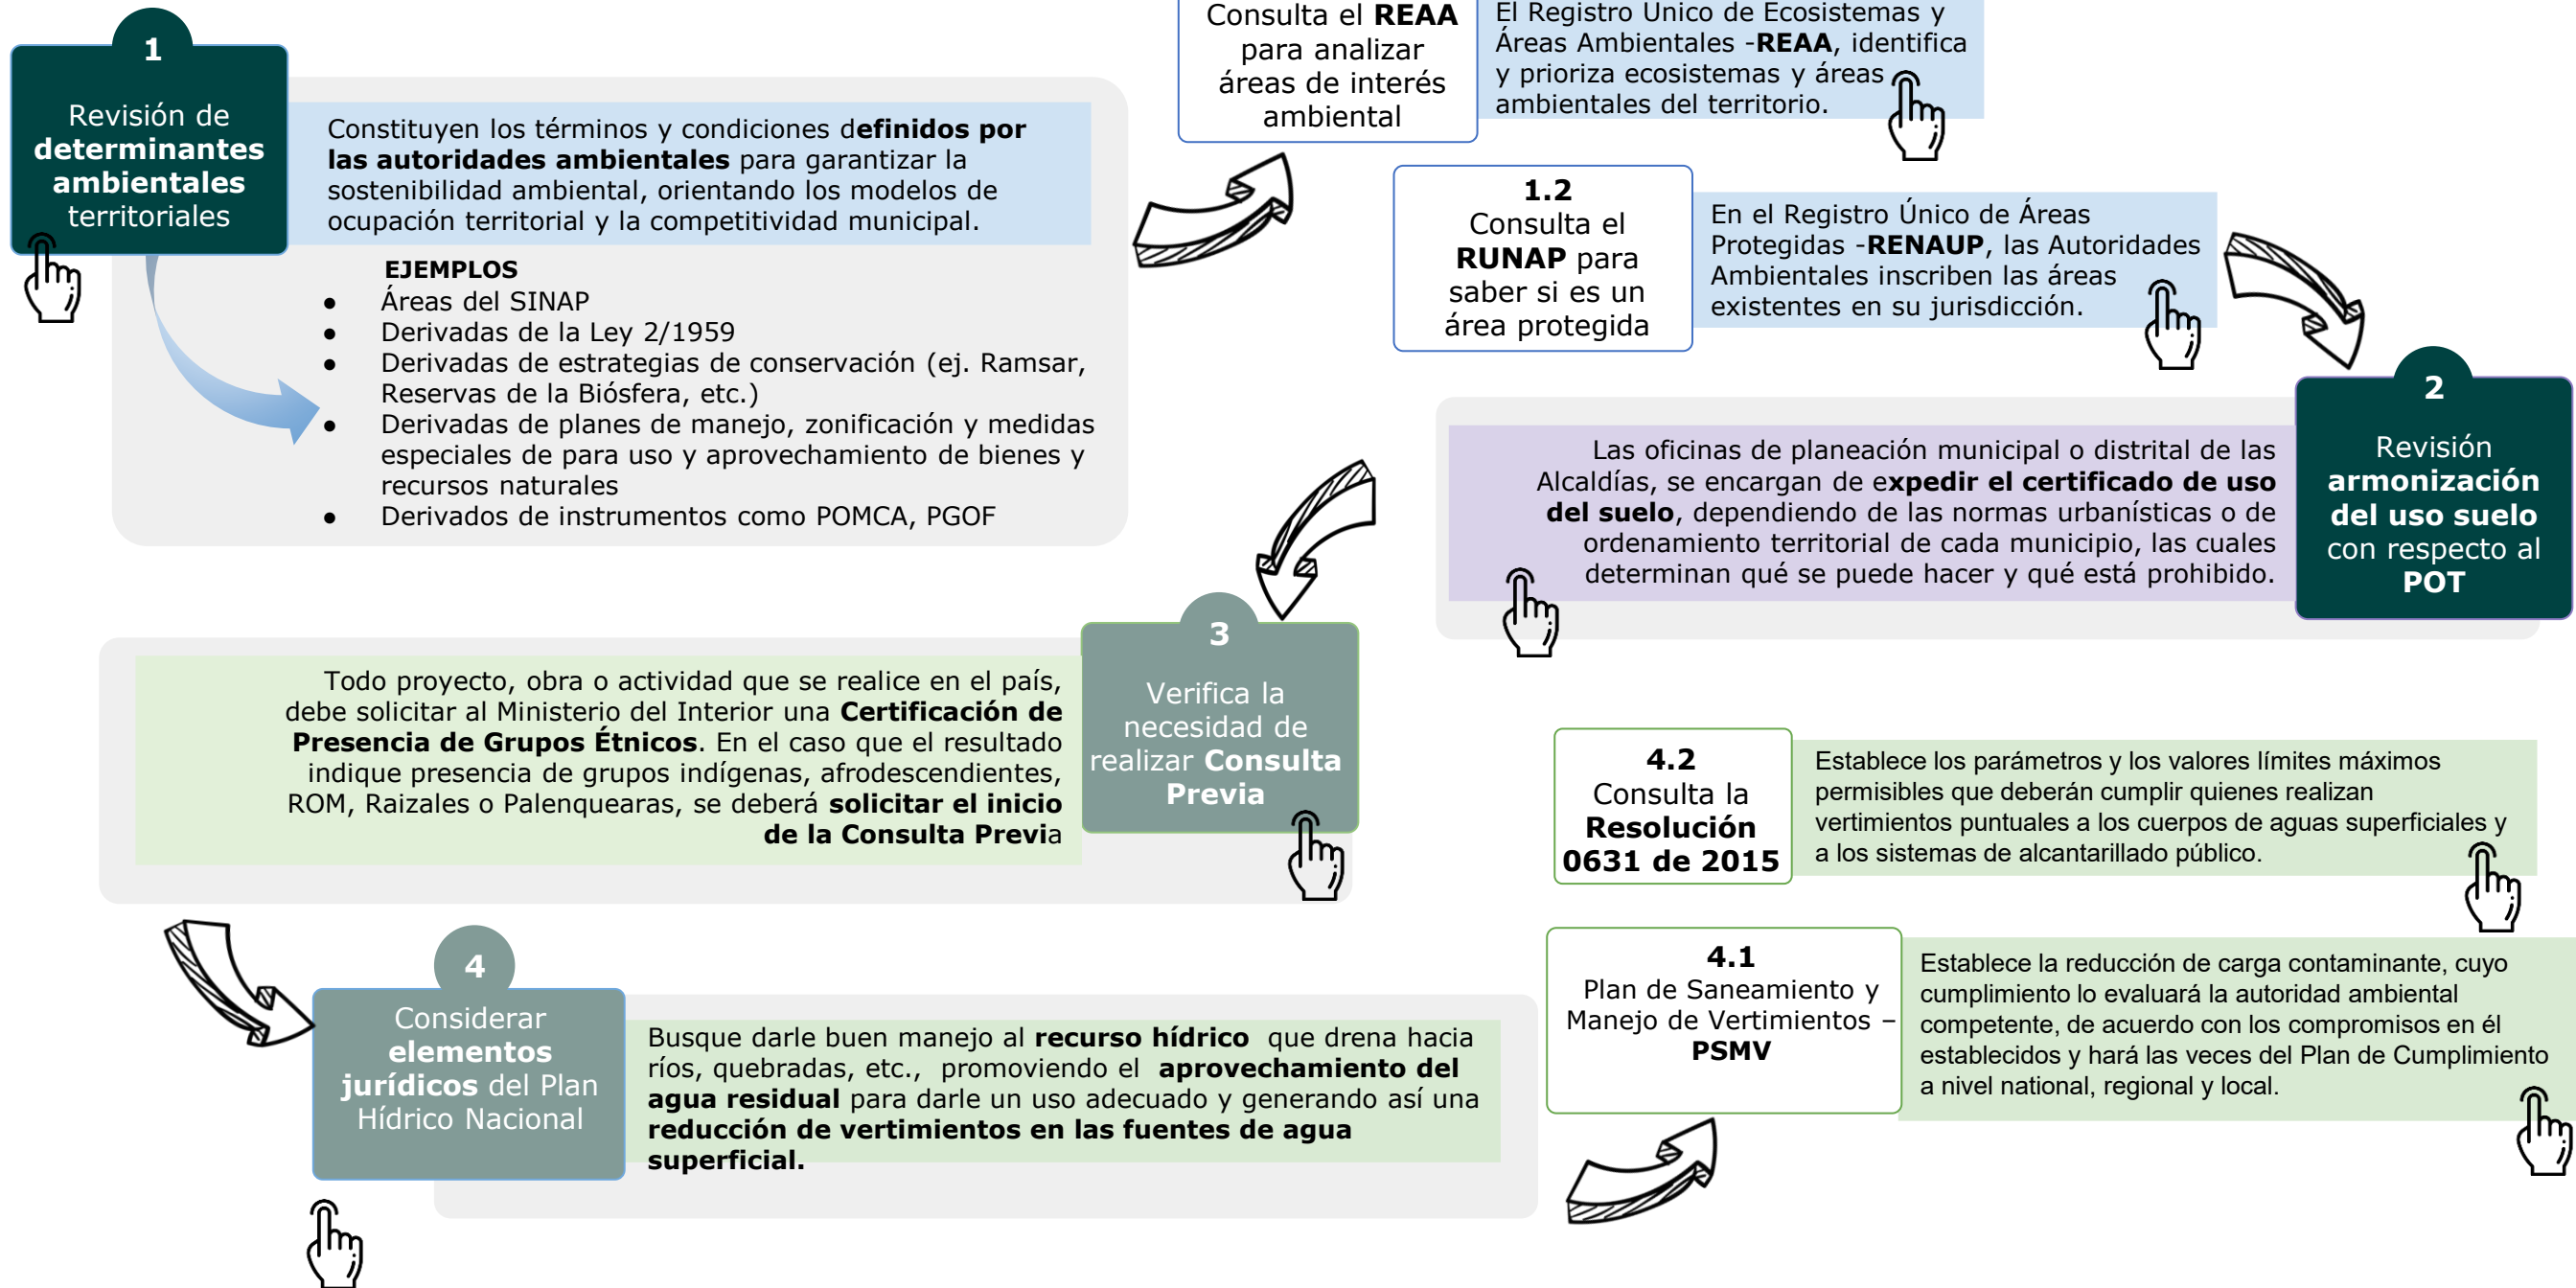 1
Revisión de
determinantes
ambientales
territoriales
Constituyen los términos y condiciones definidos por
las autoridades ambientales para garantizar la
sostenibilidad ambiental, orientando los modelos de
ocupación territorial y la competitividad municipal.
EJEMPLOS
● Áreas del SINAP
● Derivadas de la Ley 2/1959
● Derivadas de estrategias de conservación (ej. Ramsar,
Reservas de la Biósfera, etc.)
● Derivadas de planes de manejo, zonificación y medidas
especiales de para uso y aprovechamiento de bienes y
recursos naturales
● Derivados de instrumentos como POMCA, PGOF
Consulta el REAA
para analizar
áreas de interés
ambiental
El Registro Único de Ecosistemas y
Áreas Ambientales -REAA, identifica
y prioriza ecosistemas y áreas
ambientales del territorio.
1.2
Consulta el
RUNAP para
saber si es un
área protegida
En el Registro Único de Áreas
Protegidas -RENAUP, las Autoridades
Ambientales inscriben las áreas
existentes en su jurisdicción.
2
Revisión
armonización
del uso suelo
con respecto al
POT
Las oficinas de planeación municipal o distrital de las
Alcaldías, se encargan de expedir el certificado de uso
del suelo, dependiendo de las normas urbanísticas o de
ordenamiento territorial de cada municipio, las cuales
determinan qué se puede hacer y qué está prohibido.
3
Verifica la
necesidad de
realizar Consulta
Previa
Todo proyecto, obra o actividad que se realice en el país,
debe solicitar al Ministerio del Interior una Certificación de
Presencia de Grupos Étnicos. En el caso que el resultado
indique presencia de grupos indígenas, afrodescendientes,
ROM, Raizales o Palenquearas, se deberá solicitar el inicio
de la Consulta Previa
4
Considerar
elementos
jurídicos del Plan
Hídrico Nacional
Busque darle buen manejo al recurso hídrico que drena hacia
ríos, quebradas, etc., promoviendo el aprovechamiento del
agua residual para darle un uso adecuado y generando así una
reducción de vertimientos en las fuentes de agua
superficial.
4.1
Plan de Saneamiento y
Manejo de Vertimientos –
PSMV
Establece la reducción de carga contaminante, cuyo
cumplimiento lo evaluará la autoridad ambiental
competente, de acuerdo con los compromisos en él
establecidos y hará las veces del Plan de Cumplimiento
a nivel national, regional y local.
4.2
Consulta la
Resolución
0631 de 2015
Establece los parámetros y los valores límites máximos
permisibles que deberán cumplir quienes realizan
vertimientos puntuales a los cuerpos de aguas superficiales y
a los sistemas de alcantarillado público.